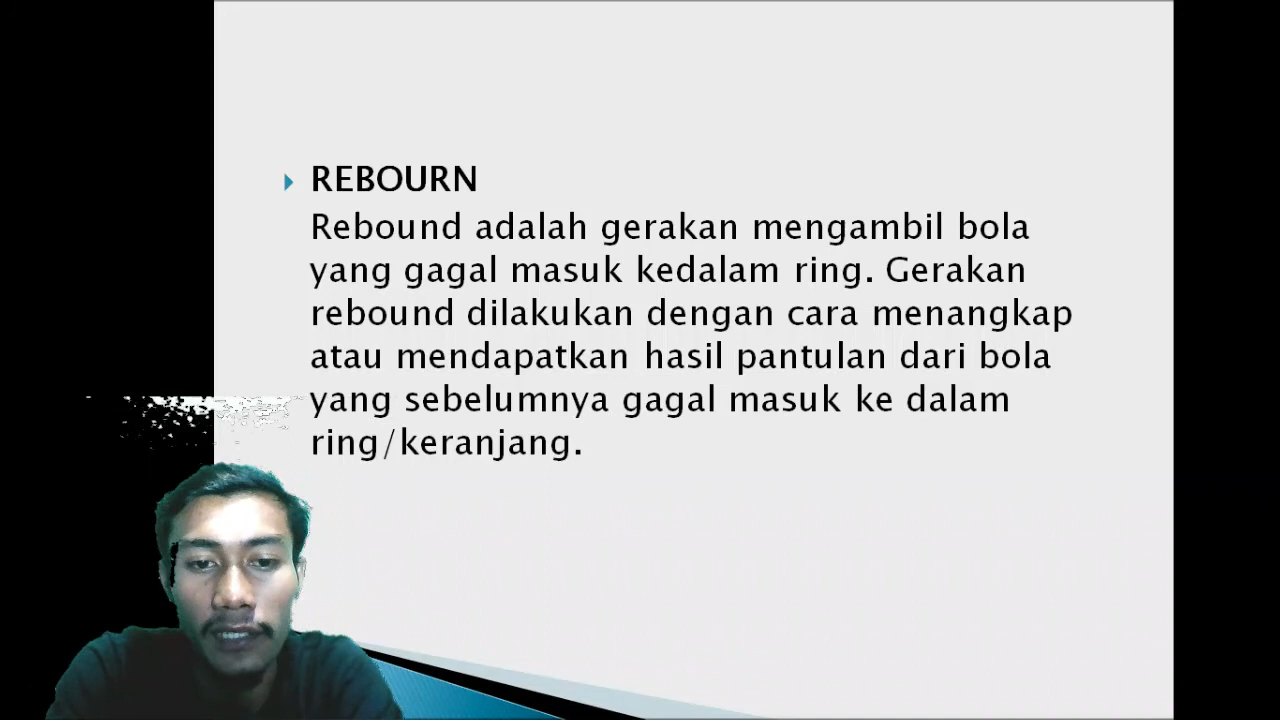 REBOURN
Rebound adalah gerakan mengambil bola
yang gagal masuk kedalam ring. Gerakan
rebound dilakukan dengan cara menangkap
atau mendapatkan hasil pantulan dari bola
yang sebelumnya gagal masuk ke dalam
ring/keranjang.